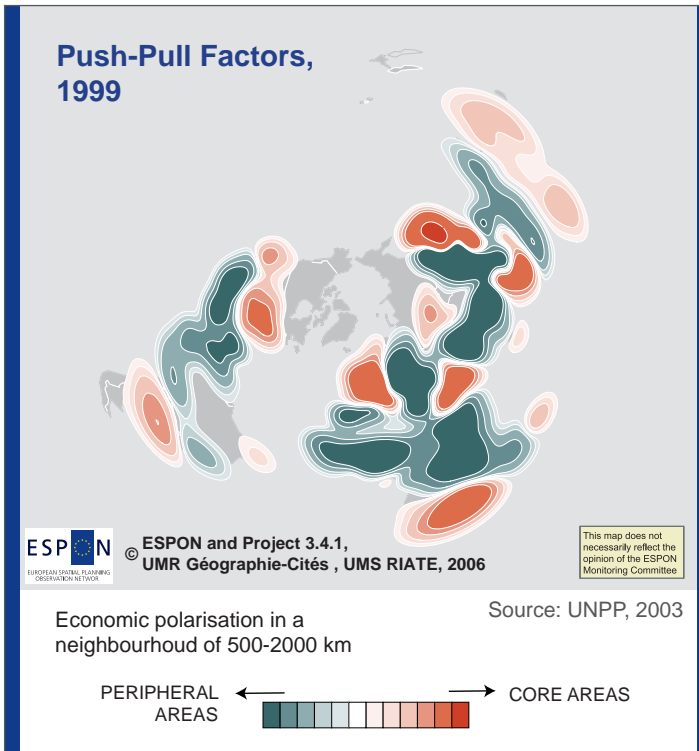 Push-Pull Factors,
1999
ESPON
EUROPEAN SPATIAL PLANNING
OBSERVATION NETWOR
© ESPON and Project 3.4.1,
UMR Géographie-Cités , UMS RIATE, 2006
This map does not
necessarily reflect the
opinion of the ESPON
Monitoring Committee
Source: UNPP, 2003
Economic polarisation in a
neighbourhoud of 500-2000 km
PERIPHERAL
AREAS
CORE AREAS